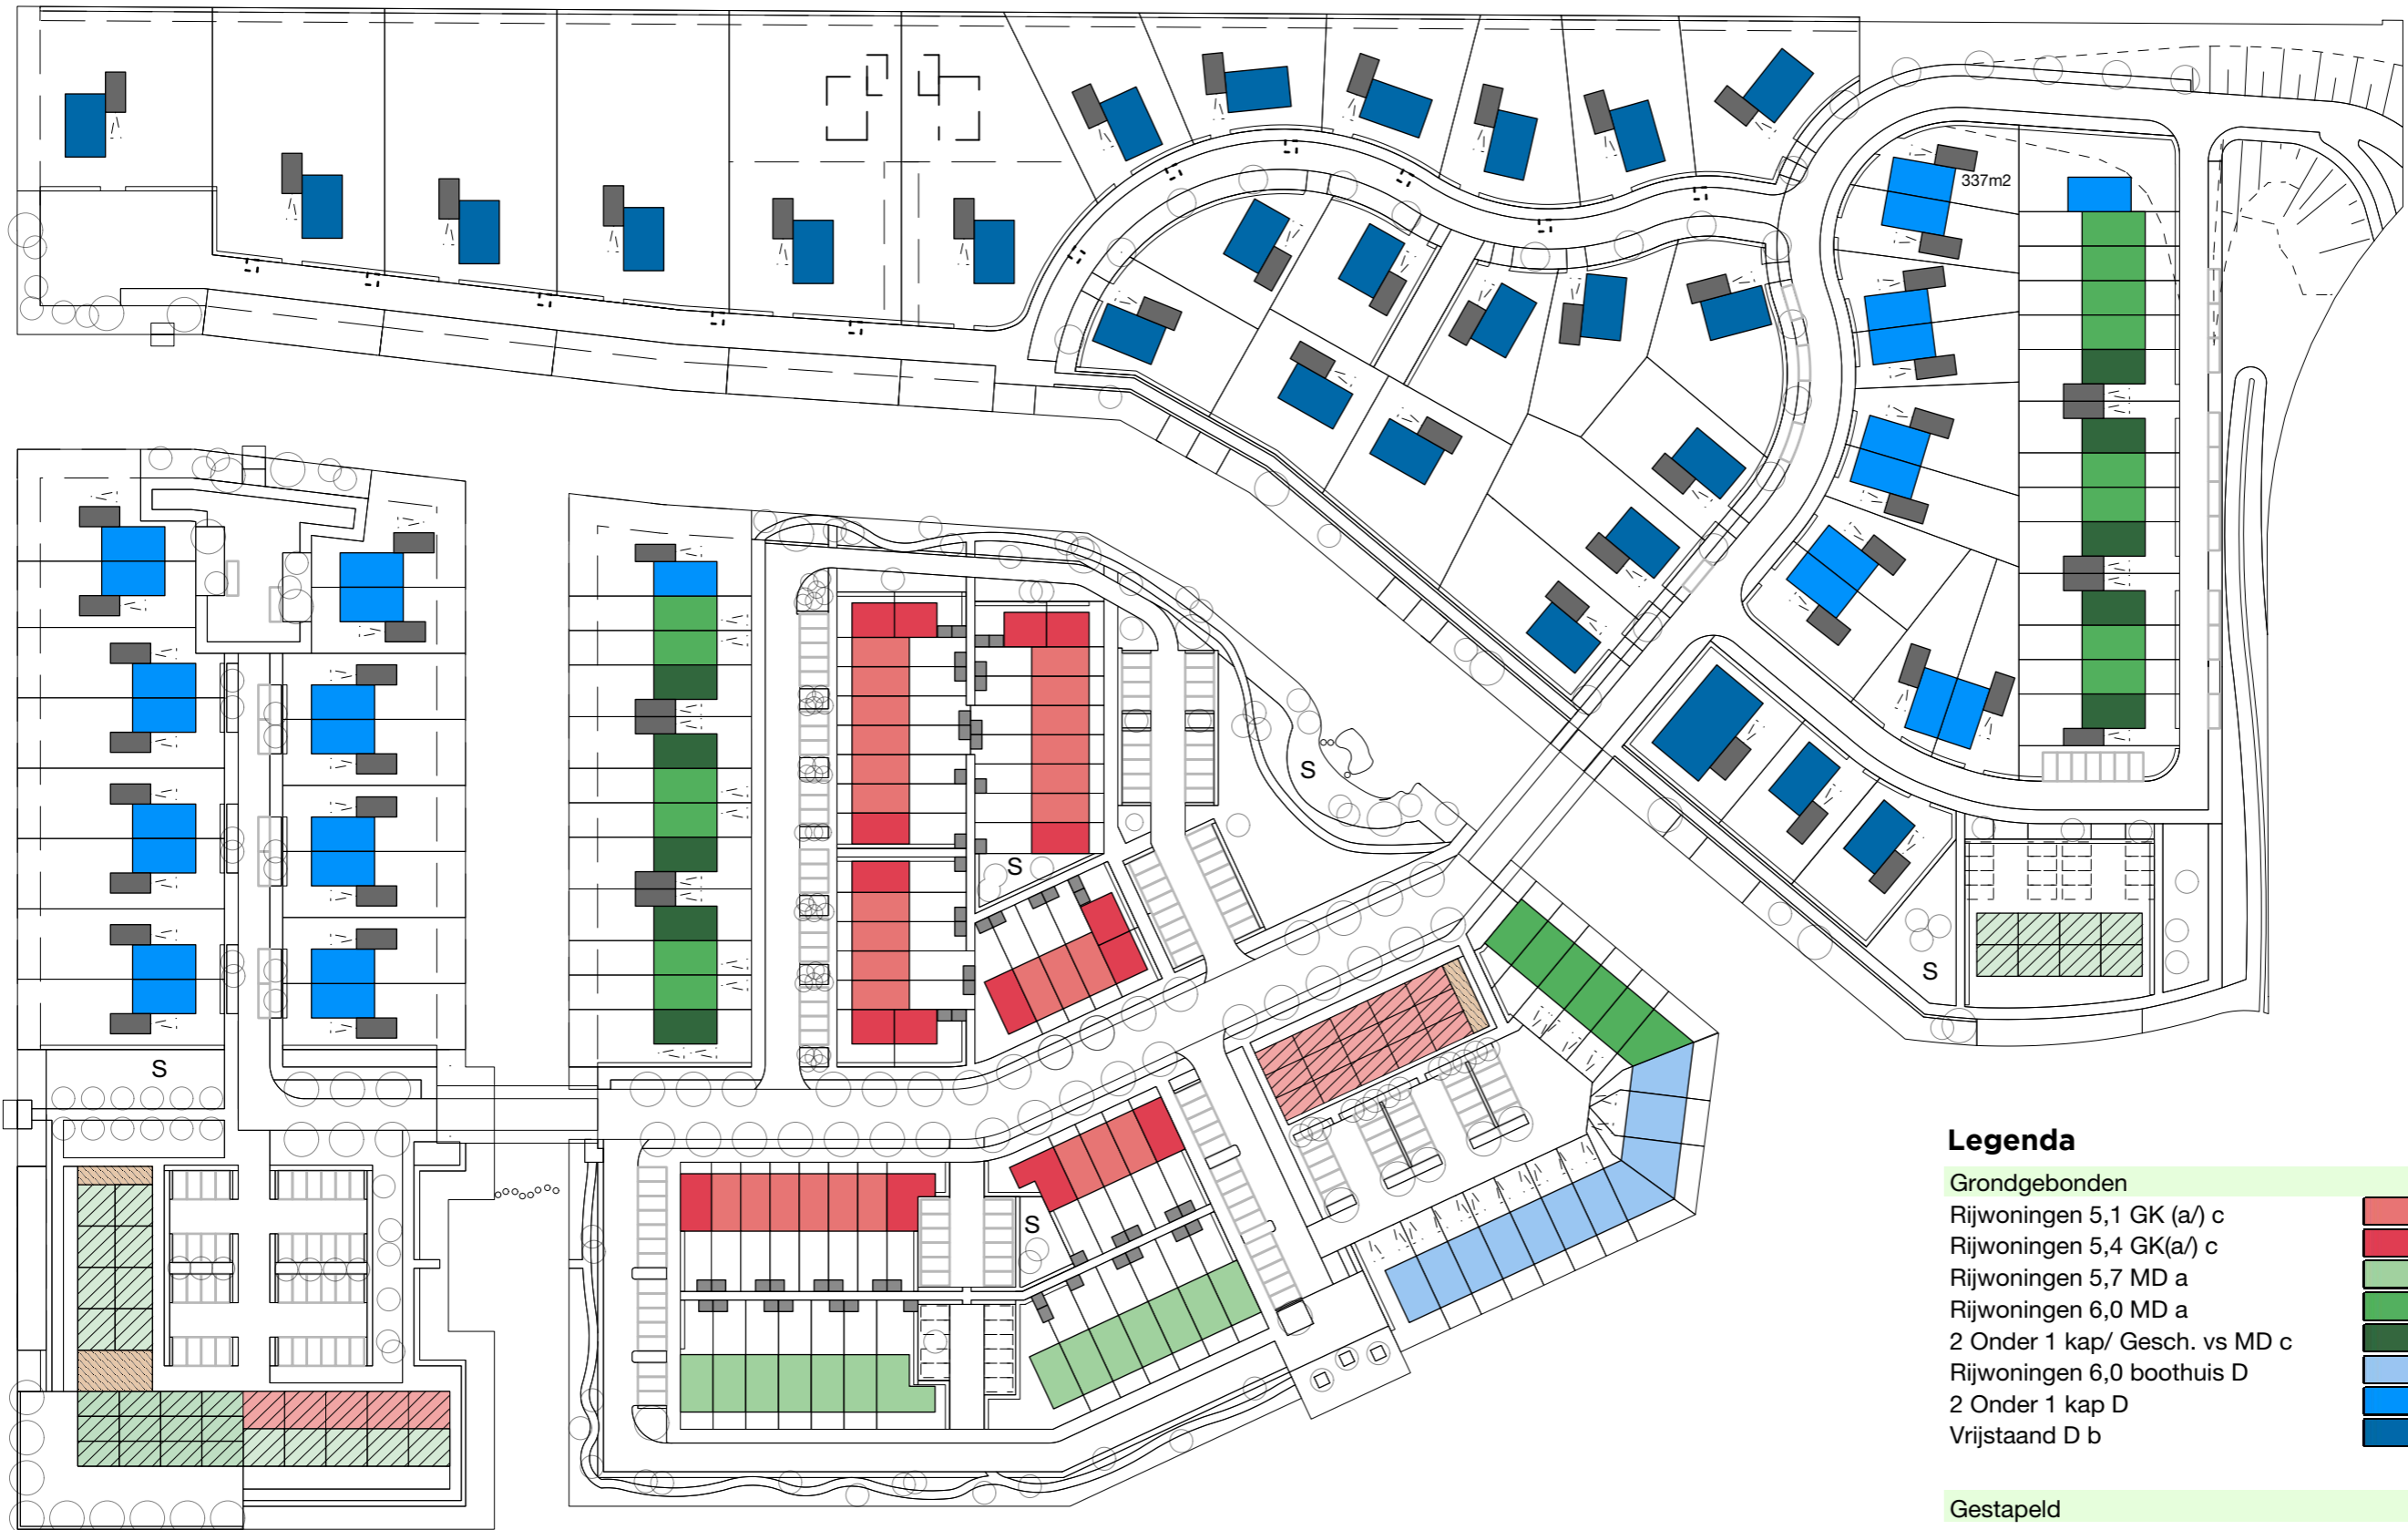 337m2
S
S
S
S
S
Legenda
Grondgebonden
Rijwoningen 5,1 GK (a/) c
Rijwoningen 5,4 GK(a/) c
Rijwoningen 5,7 MD a
Rijwoningen 6,0 MD a
2 Onder 1 kap/ Gesch. vs MD c
Rijwoningen 6,0 boothuis D
2 Onder 1 kap D
Vrijstaand D b
Gestapeld